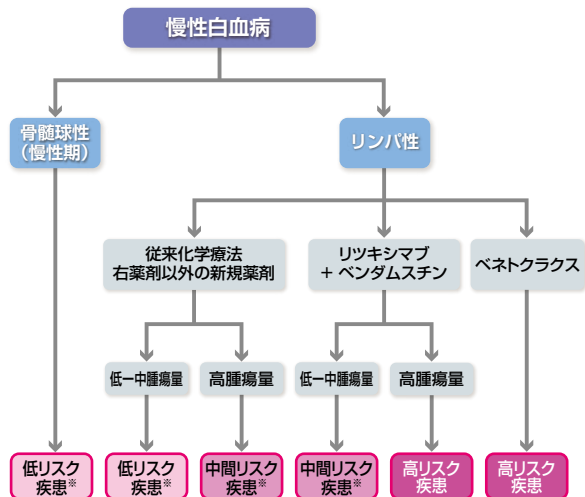 慢性白血病
骨髄球性
（慢性期）
リンパ性
従来化学療法
右薬剤以外の新規薬剤
リツキシマブ
+ ベンダムスチン
ベネトクラクス
低ー中腫瘍量
高腫瘍量
低ー中腫瘍量
高腫瘍量
低リスク
疾患※
低リスク
疾患※
中間リスク
疾患※
中間リスク
疾患※
高リスク
疾患
高リスク
疾患